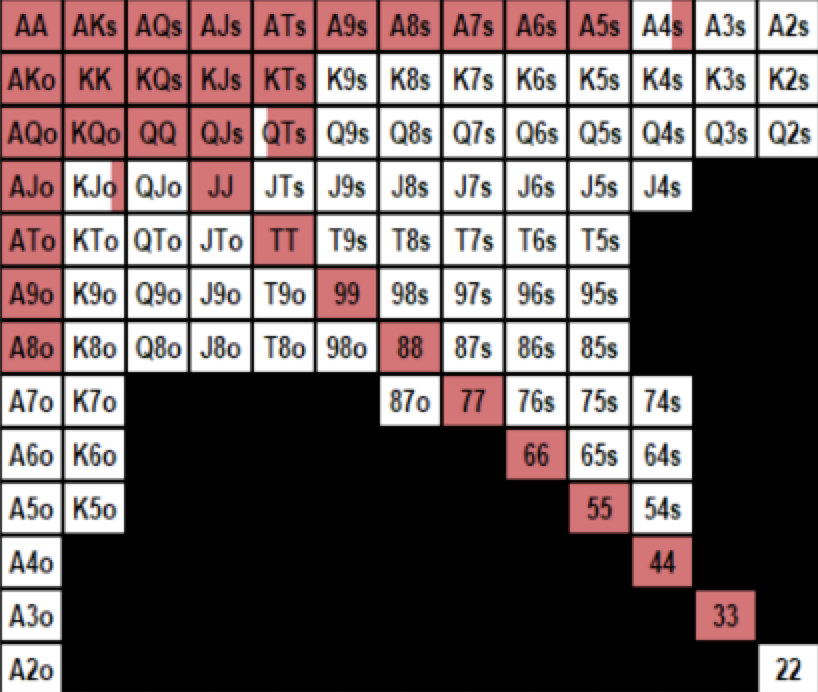 AA AKs AQs AJs ATs A9s A8s A7s A6s A5s A4s A3s A2s
AKo KK KQs KJs KTs K9s K8s K7s K6s K5s K4s K3s K2s
AQo KQo QQ QJs QTs Q9s Q8s Q7s Q6s Q5s Q4s Q3s Q2s
AJo KJo QJo JJ JTs J9s J8s J7s J6s J5s J4s
ATo KTo QTo JTo TT T9s T8s T7s T6s T5s
A9o K9o Q9o J9o T9o 99 98s 97s 96s 95s
A8o K8o Q8o J8o T8o 98o 88 87s 86s 85s
A7o K7o 87o 77 76s 75s 74s
A6o K6o 66 65s 64s
A5o K5o 55 54s
A4o 44
A3o 33
A2o 22